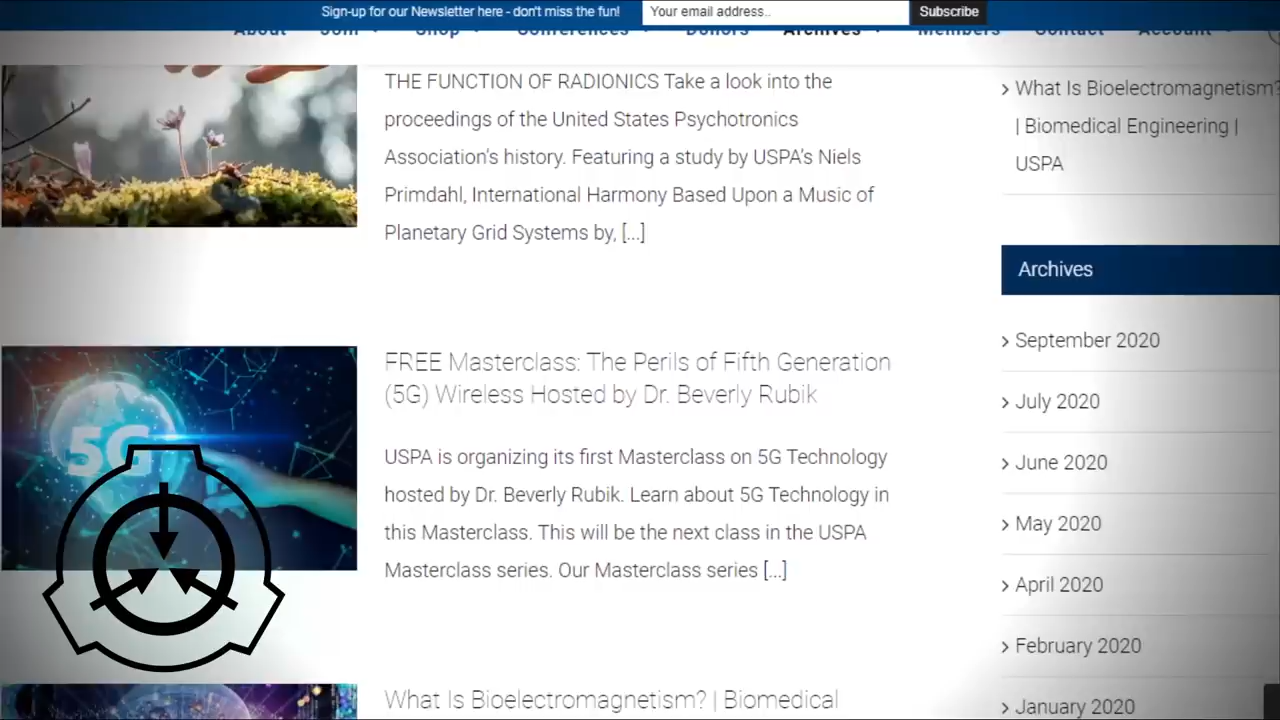 Sign-up for our Newsletter here - don't miss the fun!
Your email address..
Subscribe
About Join Shop Conferences Donors Archives Members Contact Account
THE FUNCTION OF RADIONICS Take a look into the
proceedings of the United States Psychotronics
Association's history. Featuring a study by USPA's Niels
Primdahl, International Harmony Based Upon a Music of
Planetary Grid Systems by, [...]
FREE Masterclass: The Perils of Fifth Generation
(5G) Wireless Hosted by Dr. Beverly Rubik
5G
USPA is organizing its first Masterclass on 5G Technology
hosted by Dr. Beverly Rubik. Learn about 5G Technology in
this Masterclass. This will be the next class in the USPA
Masterclass series. Our Masterclass series [...]
What Is Bioelectromagnetism? | Biomedical
What Is Bioelectromagnetism?
| Biomedical Engineering |
USPA
Archives
September 2020
July 2020
June 2020
May 2020
April 2020
February 2020
January 2020